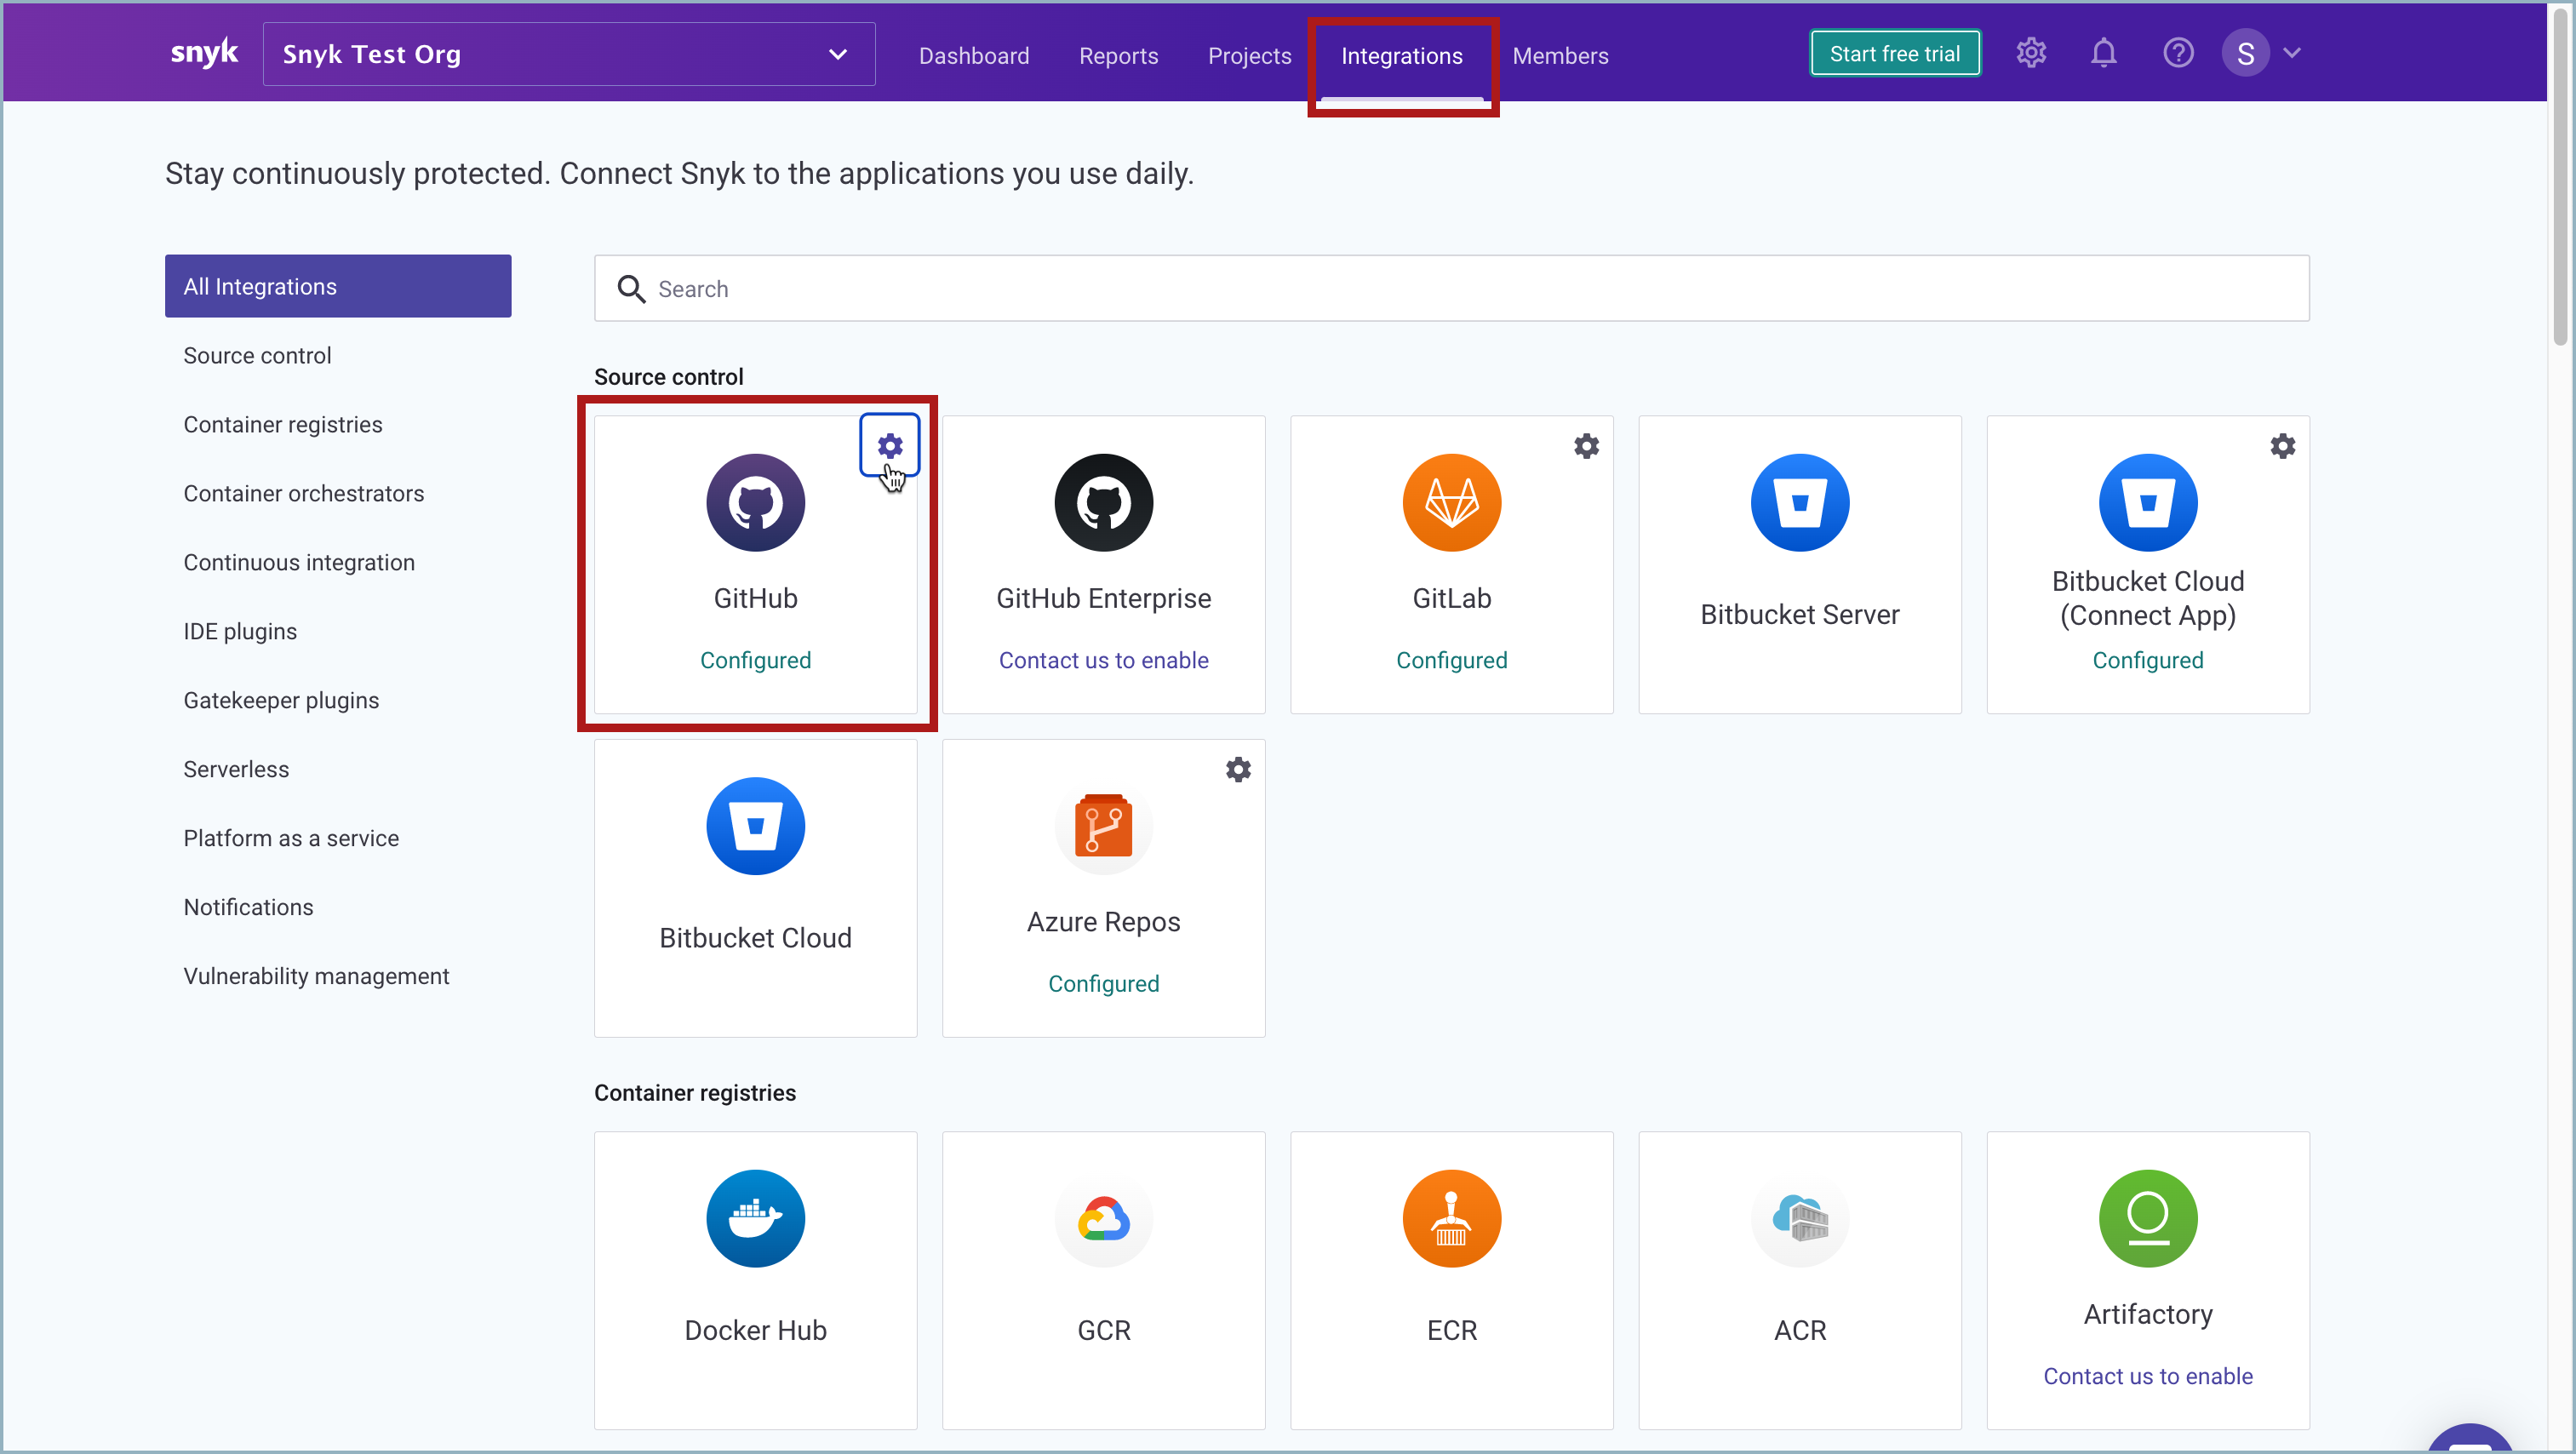 snyk
Snyk Test Org
Dashboard
Reports
Projects
Integrations
Members
Start free trial
S
Stay continuously protected. Connect Snyk to the applications you use daily.
All Integrations
Source control
Container registries
Container orchestrators
Continuous integration
IDE plugins
Gatekeeper plugins
Serverless
Platform as a service
Notifications
Vulnerability management
Search
Source control
GitHub
Configured
GitHub Enterprise
Contact us to enable
GitLab
Configured
Bitbucket Server
Bitbucket Cloud
(Connect App)
Configured
Bitbucket Cloud
Azure Repos
Configured
Container registries
Docker Hub
GCR
ECR
ACR
Artifactory
Contact us to enable